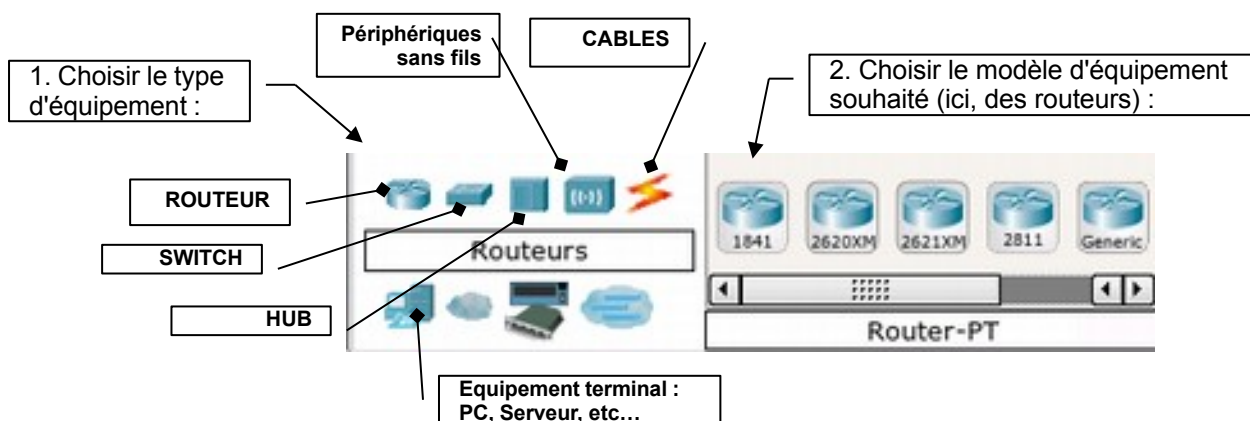 Périphériques
sans fils
CABLES
1. Choisir le type
d'équipement :
2. Choisir le modèle d'équipement
souhaité (ici, des routeurs) :
ROUTEUR
SWITCH
HUB
Routeurs
1841
2620XM
2621XM
2811
Generic
Router-PT
Equipement terminal :
PC, Serveur, etc…